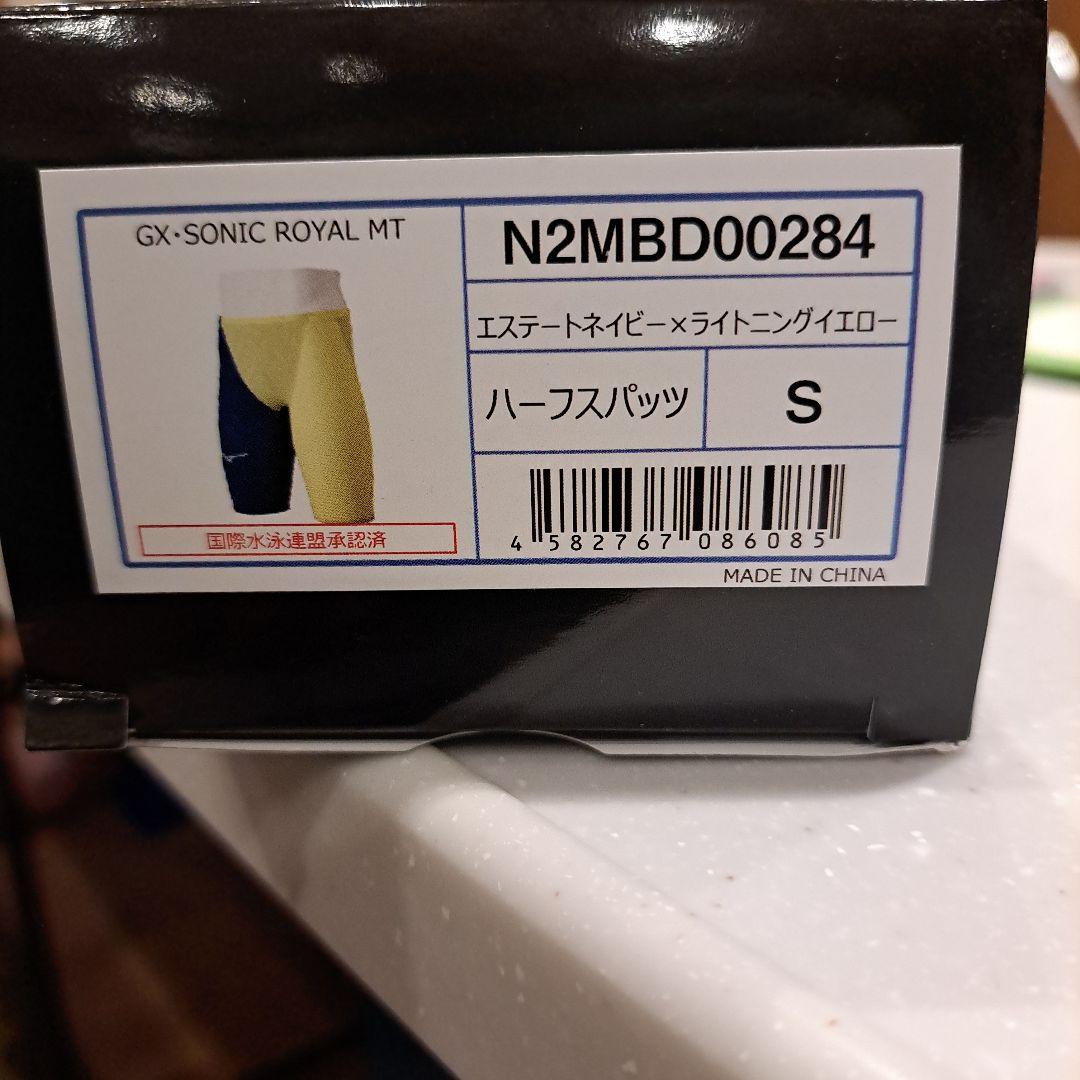 GX・SONIC ROYAL MT
国際水泳連盟承認済
N2MBD00284
エステートネイビー×ライトニングイエロー
ハーフスパッツ
S
4 582767 086085
MADE IN CHINA